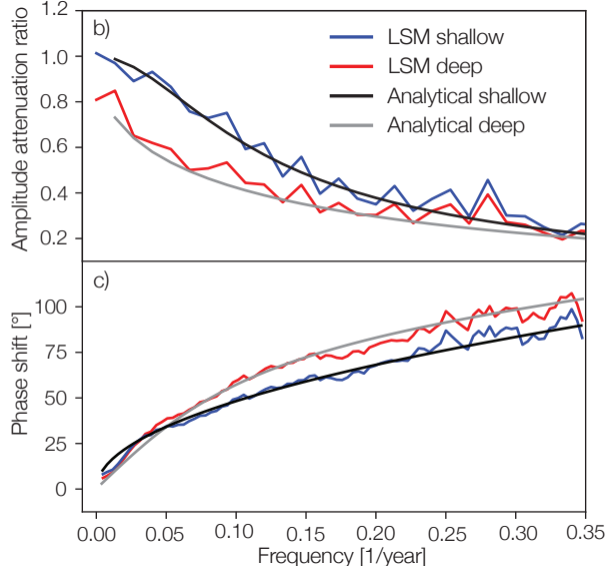 1.2
1.0
0.8
0.6
0.4
0.2
Amplitude attenuation ratio
b)
LSM shallow
LSM deep
Analytical shallow
Analytical deep
c)
100
75
50
25
0
Phase shift [°]
0.00 0.05 0.10 0.15 0.20 0.25 0.30 0.35
Frequency [1/year]